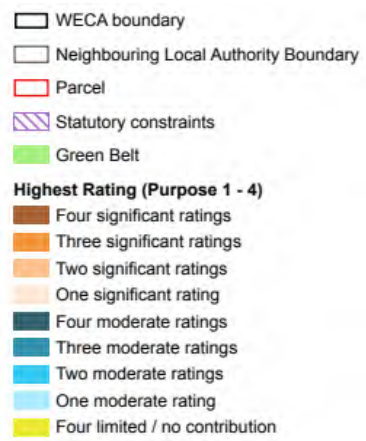 WECA boundary
Neighbouring Local Authority Boundary
Parcel
Statutory constraints
Green Belt
Highest Rating (Purpose 1 - 4)
Four significant ratings
Three significant ratings
Two significant ratings
One significant rating
Four moderate ratings
Three moderate ratings
Two moderate ratings
One moderate rating
Four limited / no contribution